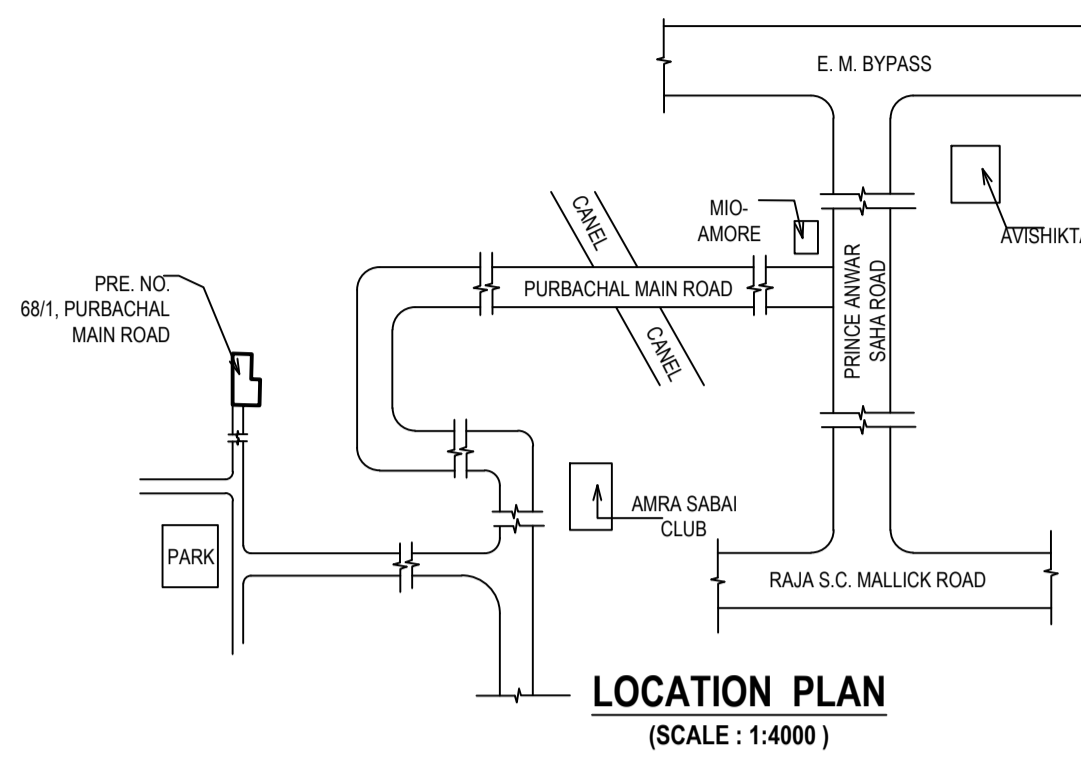 E. M. BYPASS
MIO-
AMORE
CANEL
AVISHIKTA
PRE. NO.
68/1, PURBACHAL
MAIN ROAD
PURBACHAL MAIN ROAD
PRINCE ANWAR
SAHA ROAD
CANEL
AMRA SABAI
CLUB
PARK
RAJA S.C. MALLICK ROAD
LOCATION PLAN
(SCALE : 1:4000 )